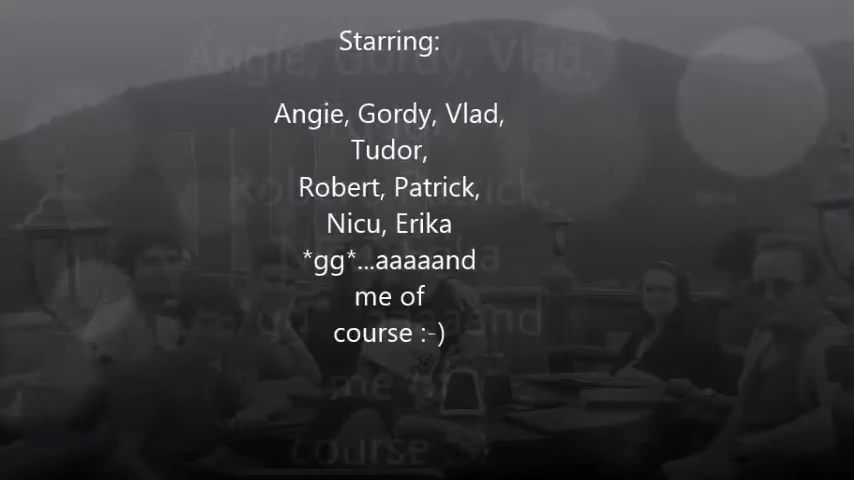 Starring:
Angie, Gordy, Vlad,
Tudor,
Robert, Patrick,
Nicu, Erika
*gg*...aaaaand
me of
course :-)